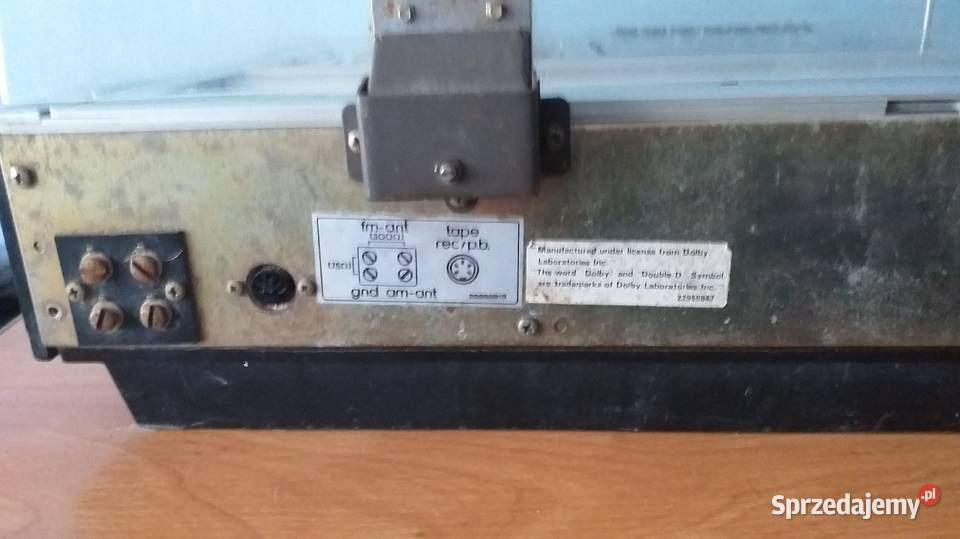 fm-ant
(300Ω)
(75Ω)
gnd am-ant
tape
rec/p.b.
Manufactured under license from Dolby
Laboratories Inc.
The word Dolby and Double-D Symbol
are trademarks of Dolby Laboratories Inc.
22958847
Sprzedajemy.pl